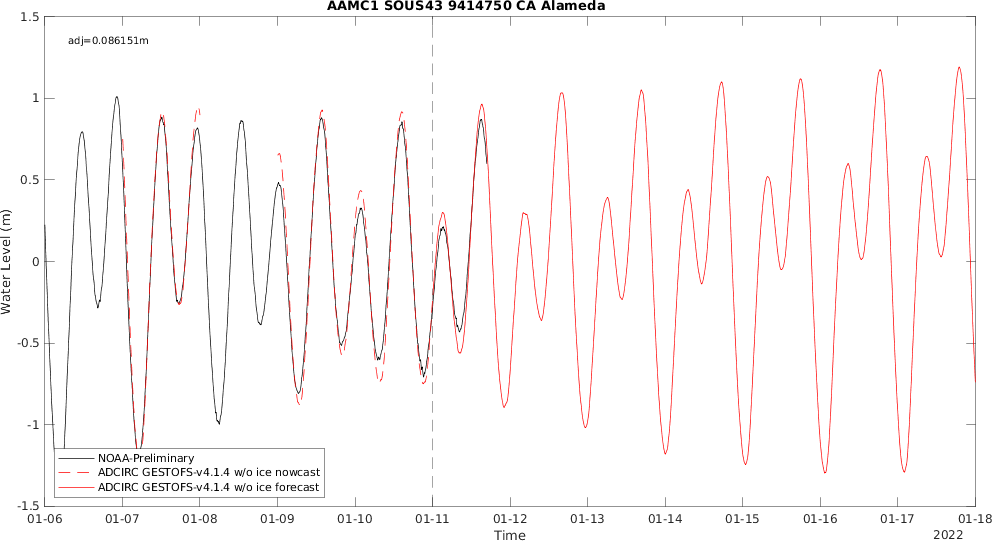 AAMC1 SOUS43 9414750 CA Alameda
adj=0.086151m
1.5
1
0.5
0
-0.5
-1
-1.5
Water Level (m)
NOAA-Preliminary
ADCIRC GESTOFS-v4.1.4 w/o ice nowcast
ADCIRC GESTOFS-v4.1.4 w/o ice forecast
01-06 01-07 01-08 01-09 01-10 01-11 01-12 01-13 01-14 01-15 01-16 01-17 01-18
Time
2022